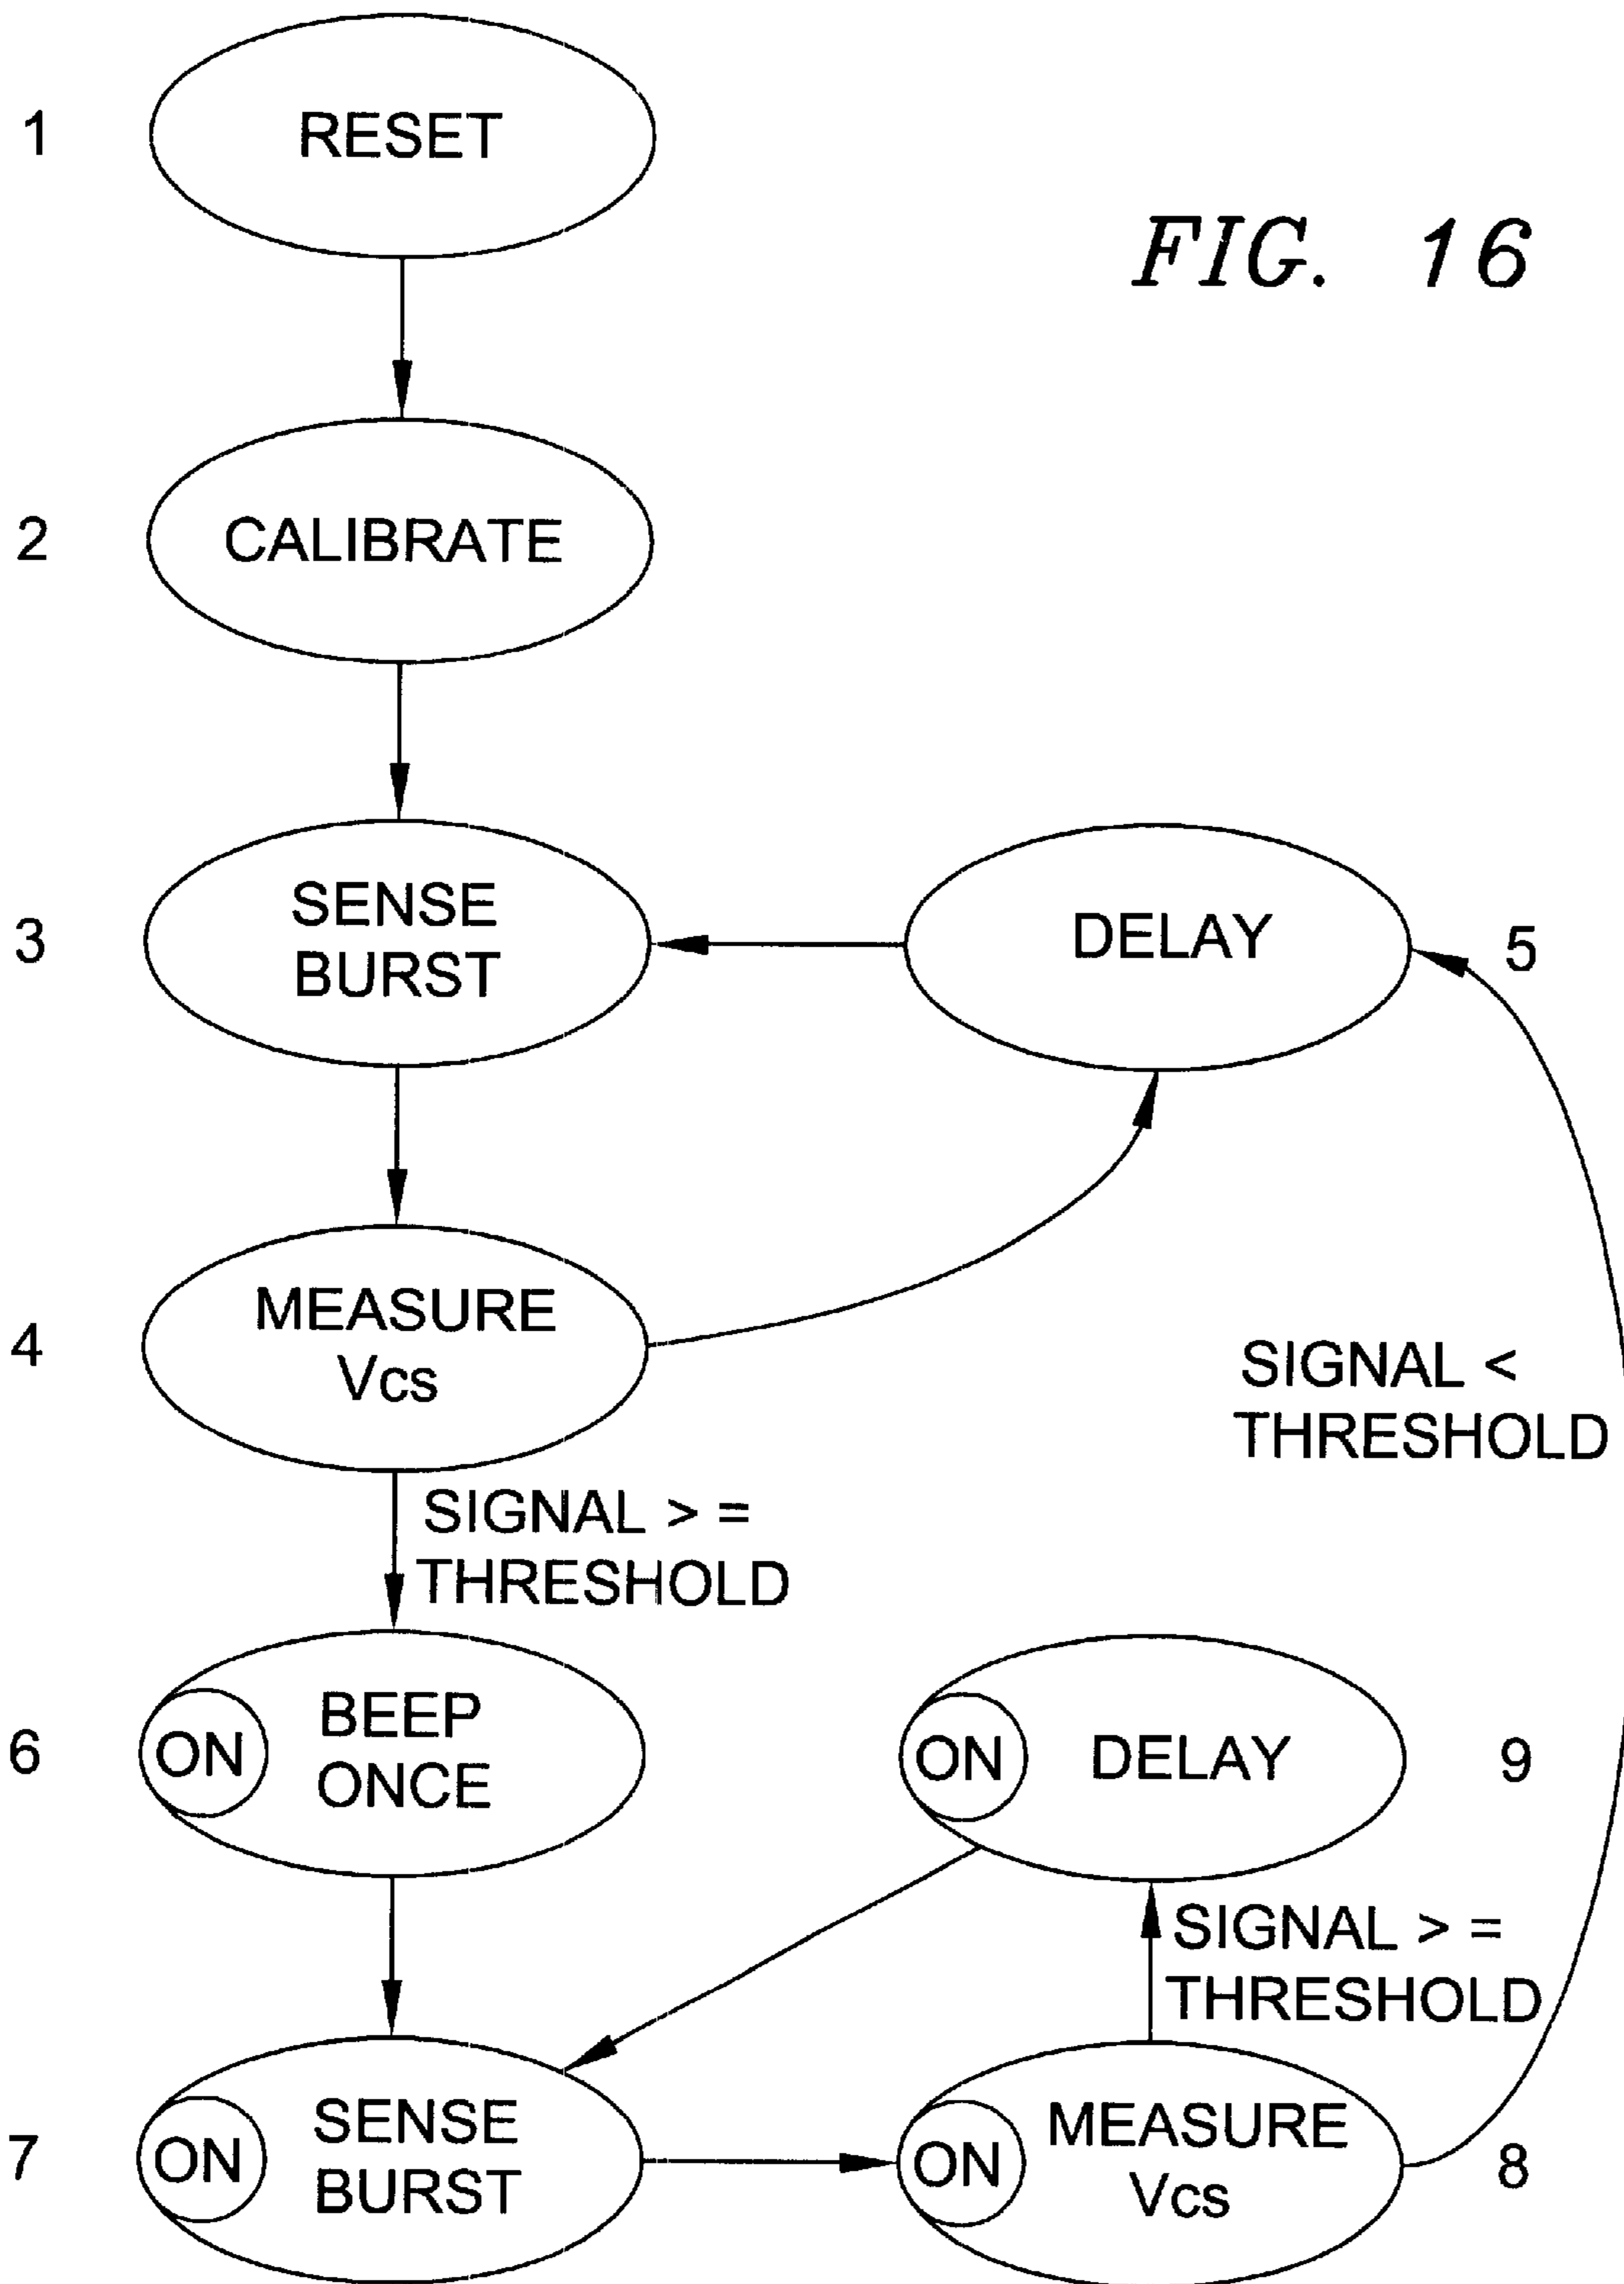 1
RESET
FIG. 16
2
CALIBRATE
3
SENSE
BURST
DELAY
5
4
MEASURE
Vcs
SIGNAL <
THRESHOLD
SIGNAL > =
THRESHOLD
6
ON
BEEP
ONCE
ON
DELAY
9
SIGNAL > =
THRESHOLD
7
ON
SENSE
BURST
ON
MEASURE
Vcs
8